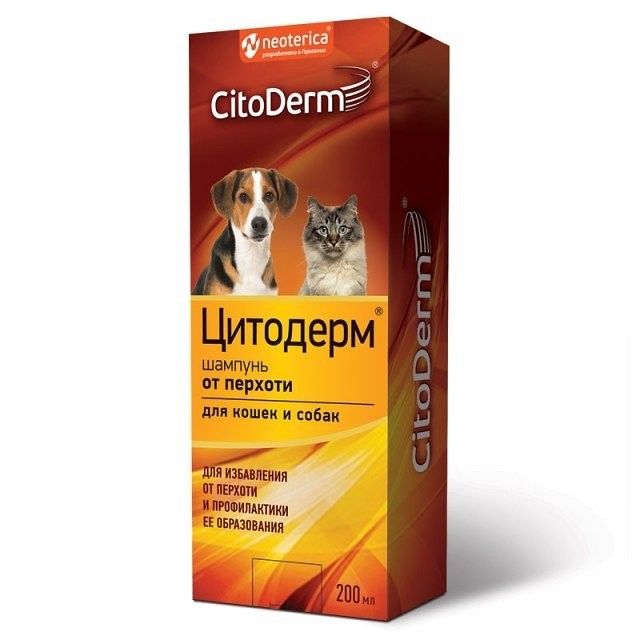 neoterica®
разработано в Германии
CitoDerm®
Цитодерм®
шампунь
от перхоти
для кошек и собак
ДЛЯ ИЗБАВЛЕНИЯ
ОТ ПЕРХОТИ
И ПРОФИЛАКТИКИ
ЕЕ ОБРАЗОВАНИЯ
200 мл
CitoDerm®